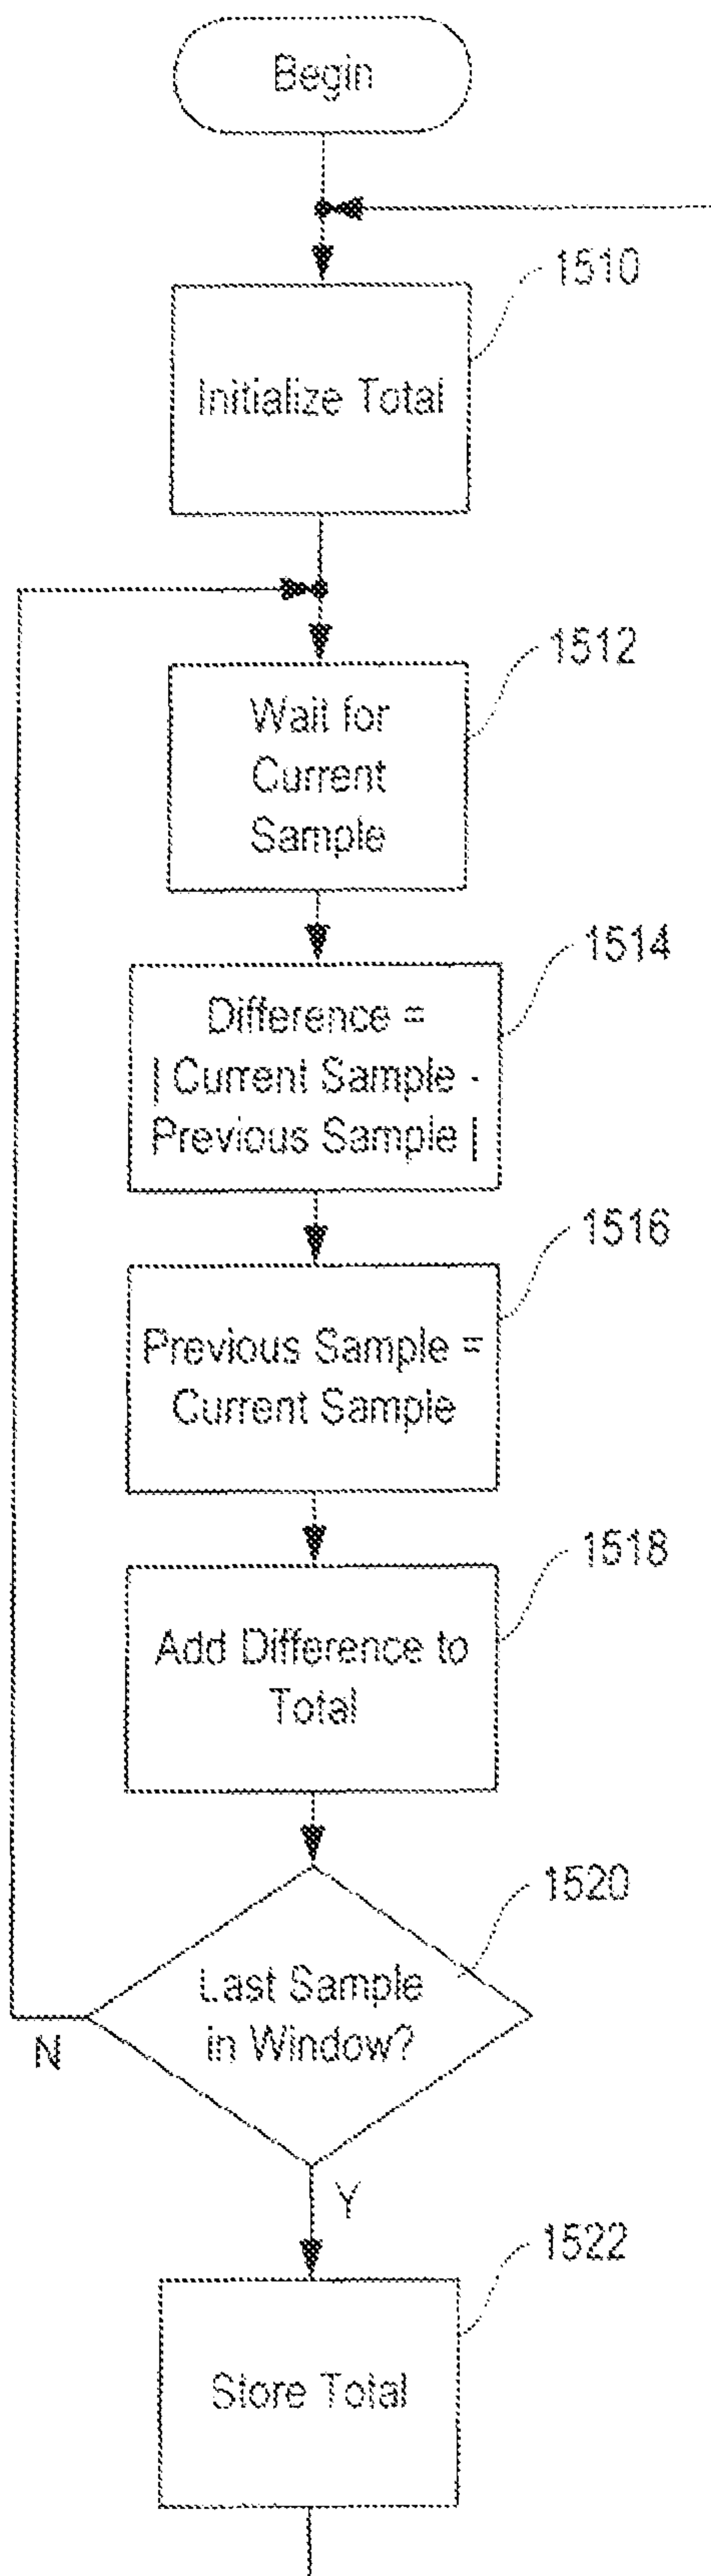 Begin
1510
Initialize Total
1512
Wait for
Current
Sample
1514
Difference =
| Current Sample -
Previous Sample |
1516
Previous Sample =
Current Sample
1518
Add Difference to
Total
1520
Last Sample
in Window?
N
Y
1522
Store Total